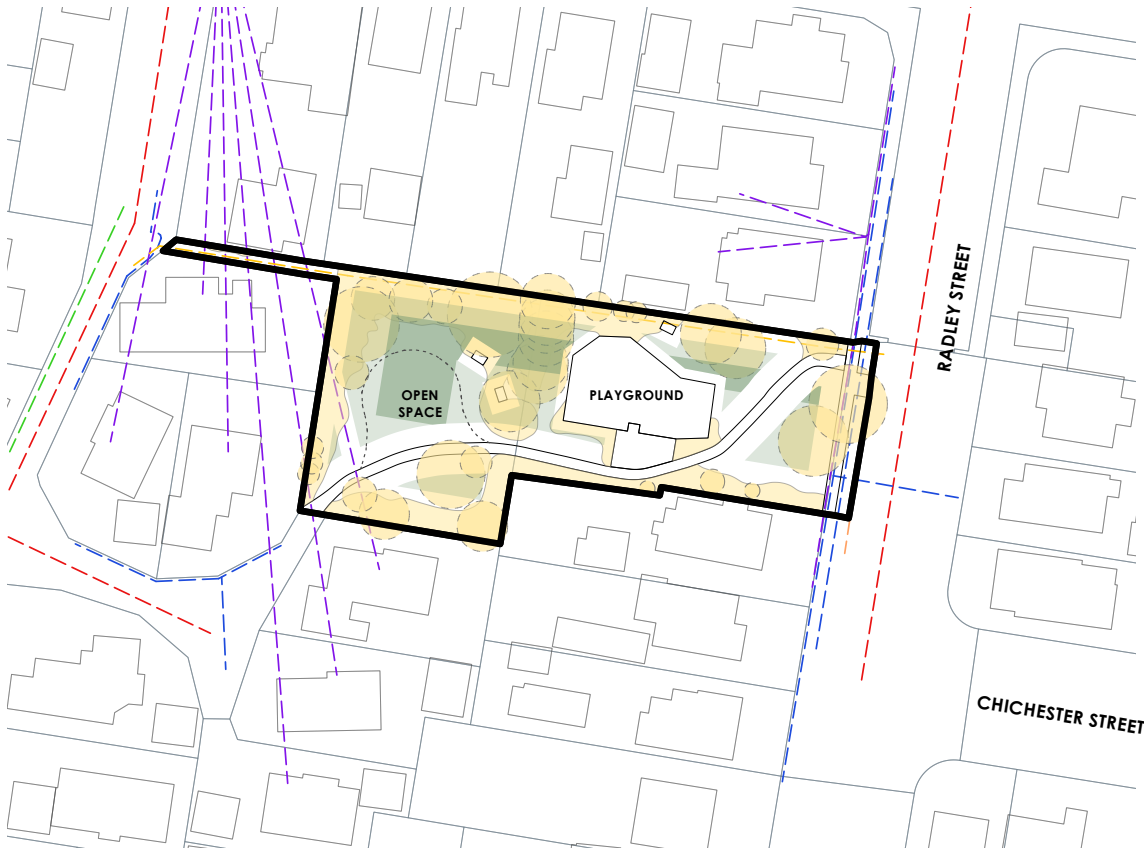 RADLEY STREET
OPEN
SPACE
PLAYGROUND
CHICHESTER STREET